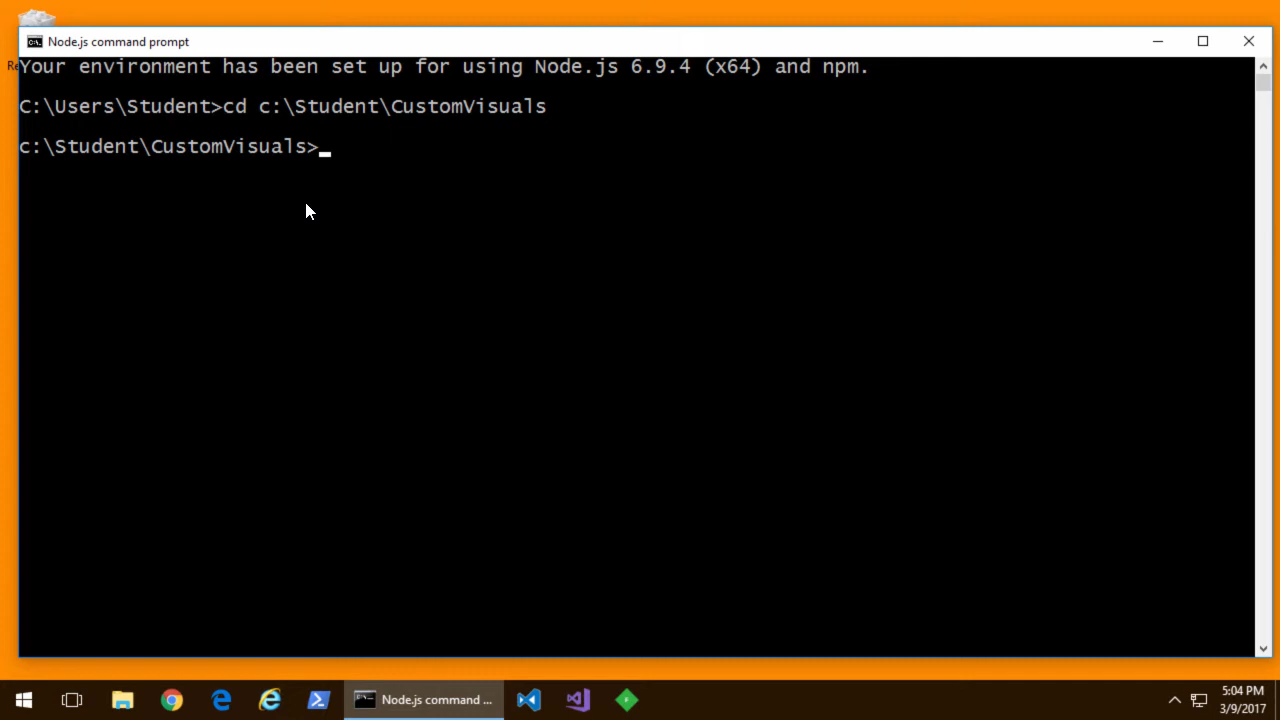 Node.js command prompt
Re
Your environment has been set up for using Node.js 6.9.4 (x64) and npm.
C:\Users\Student>cd c:\Student\CustomVisuals
c:\Student\CustomVisuals>
Node.js command ...
5:04 PM
3/9/2017